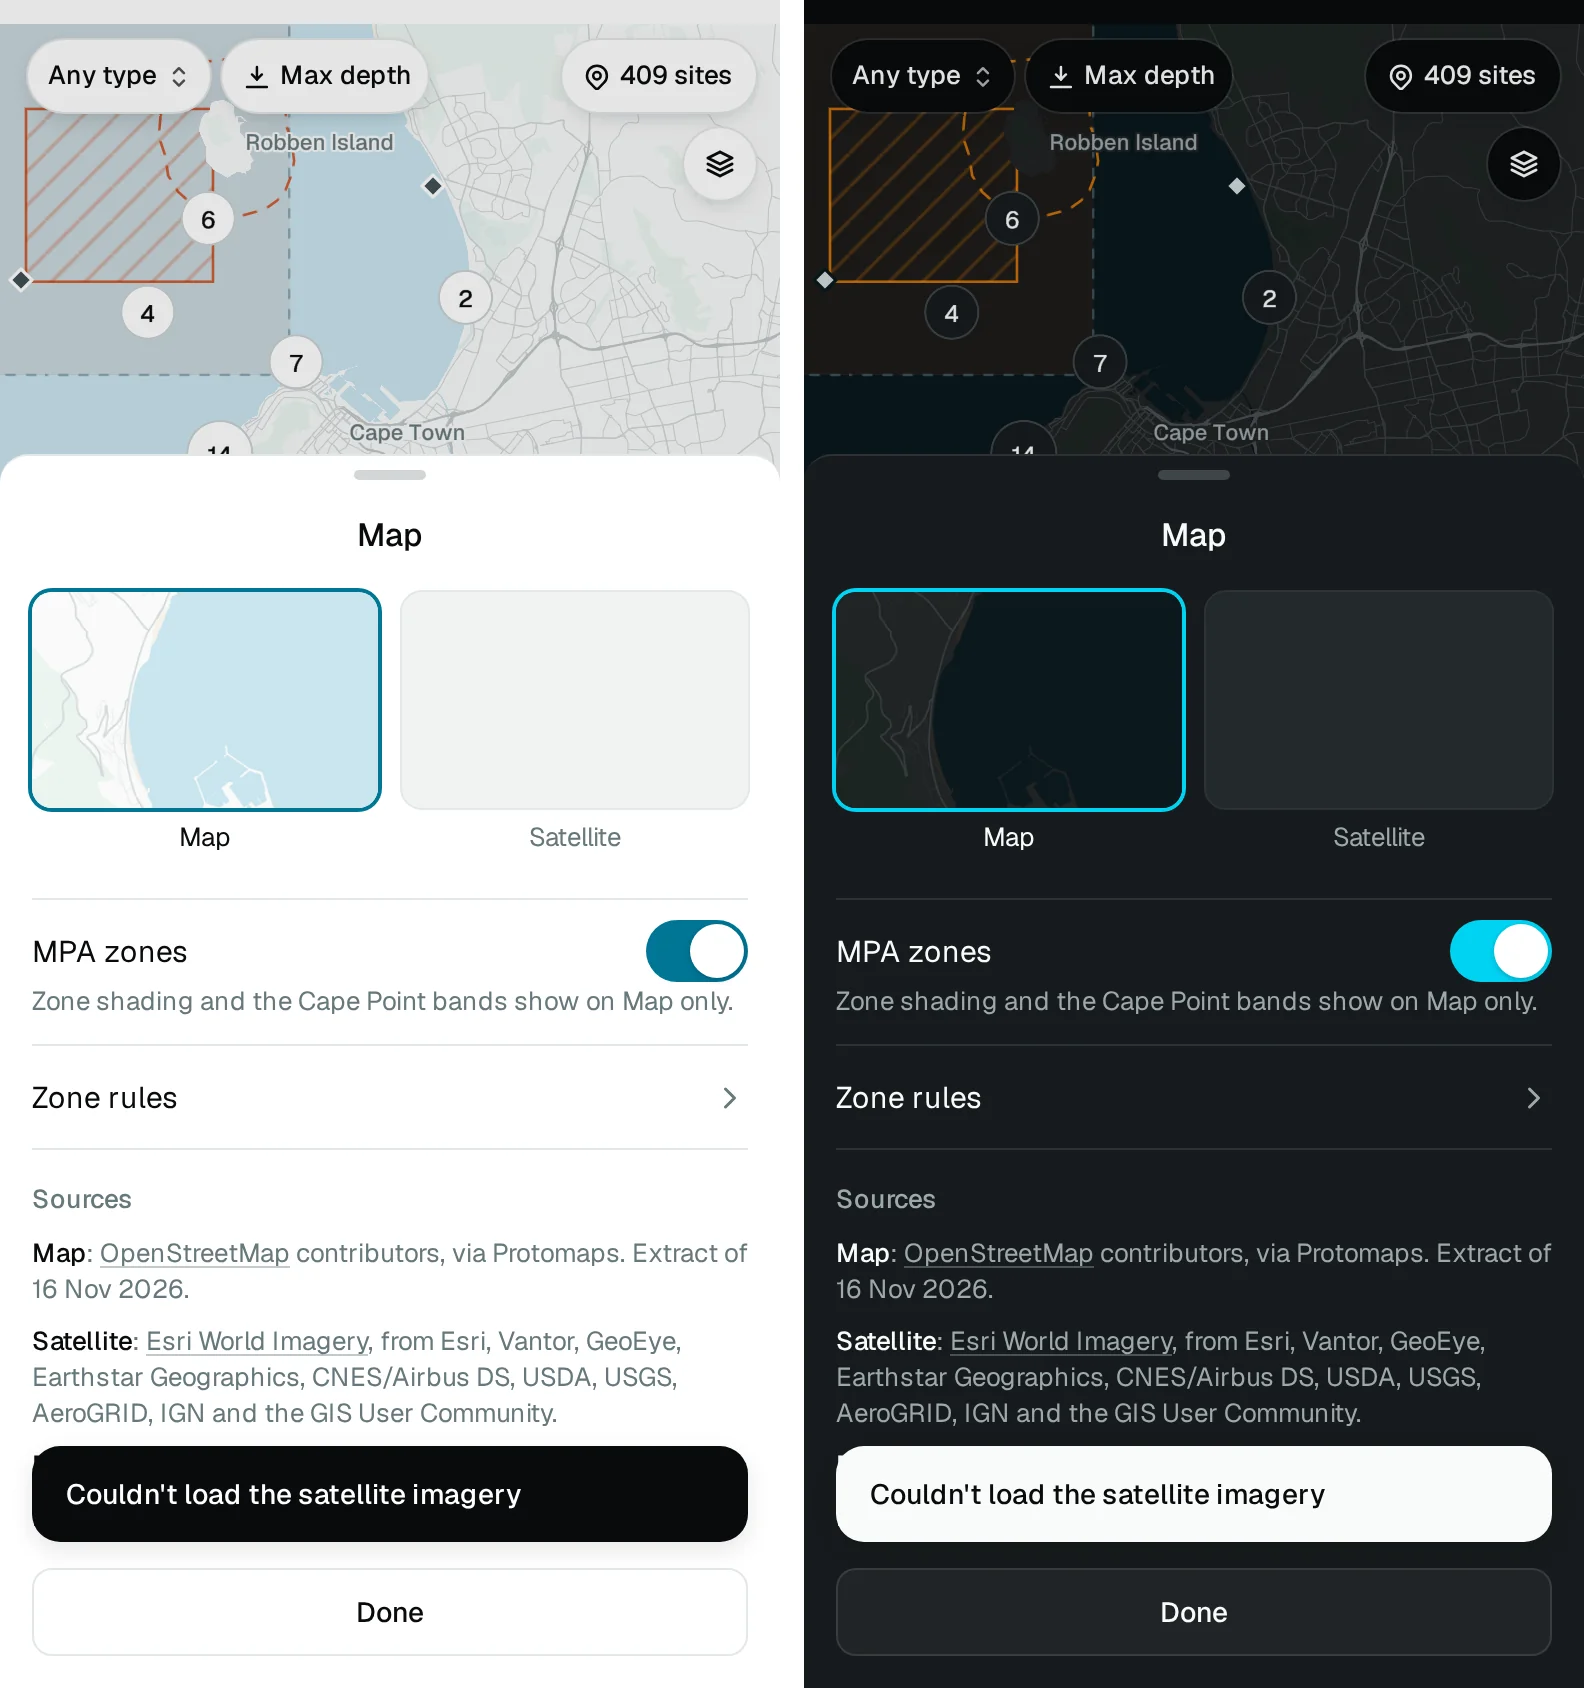 Any type
Max depth
409 sites
Robben Island
6
4
2
7
14
Cape Town
Map
Map
Satellite
MPA zones
Zone shading and the Cape Point bands show on Map only.
Zone rules
Sources
Map: OpenStreetMap contributors, via Protomaps. Extract of
16 Nov 2026.
Satellite: Esri World Imagery, from Esri, Vantor, GeoEye,
Earthstar Geographics, CNES/Airbus DS, USDA, USGS,
AeroGRID, IGN and the GIS User Community.
Couldn't load the satellite imagery
Done
Any type
Max depth
409 sites
Robben Island
6
4
2
7
14
Cape Town
Map
Map
Satellite
MPA zones
Zone shading and the Cape Point bands show on Map only.
Zone rules
Sources
Map: OpenStreetMap contributors, via Protomaps. Extract of
16 Nov 2026.
Satellite: Esri World Imagery, from Esri, Vantor, GeoEye,
Earthstar Geographics, CNES/Airbus DS, USDA, USGS,
AeroGRID, IGN and the GIS User Community.
Couldn't load the satellite imagery
Done